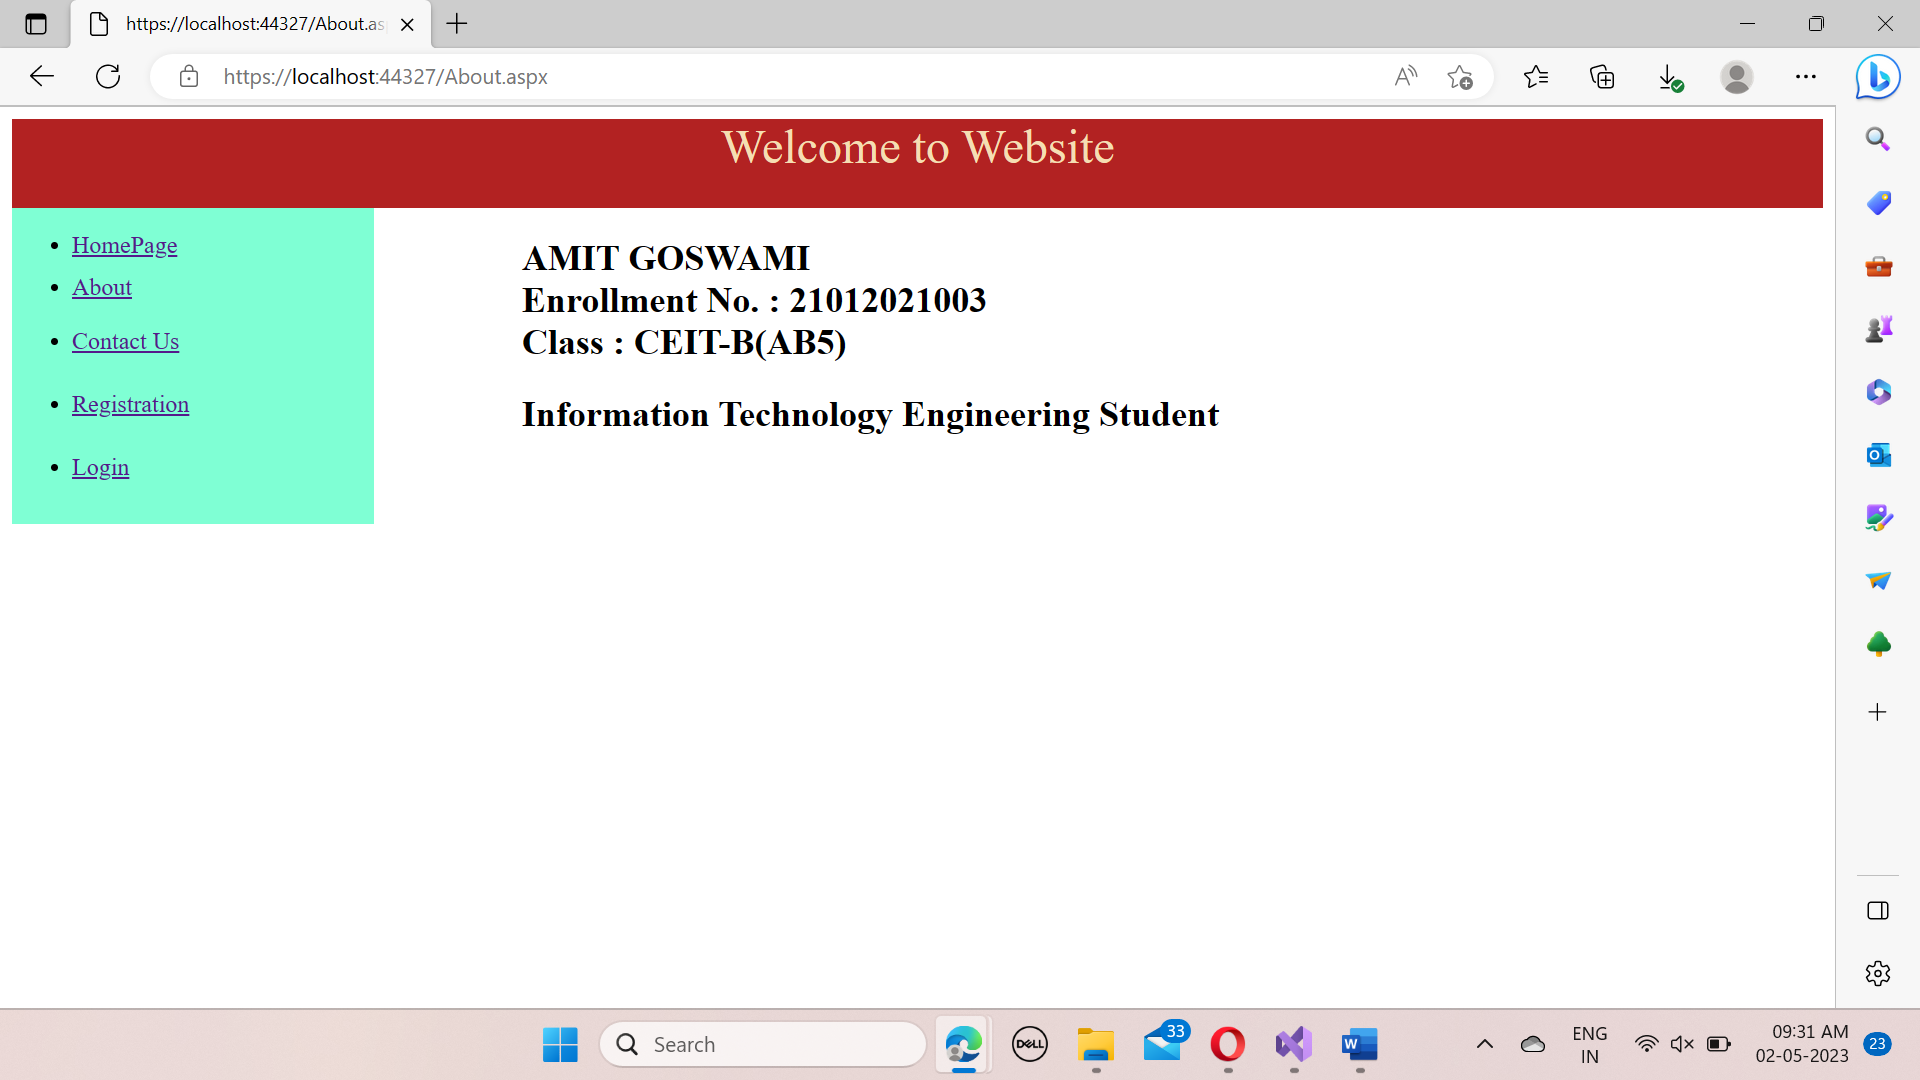 https://localhost:44327/About.as
https://localhost:44327/About.aspx
Welcome to Website
HomePage
About
Contact Us
Registration
Login
AMIT GOSWAMI
Enrollment No. : 21012021003
Class : CEIT-B(AB5)
Information Technology Engineering Student
Search
DELL
33
W
ENG
IN
09:31 AM
02-05-2023
23